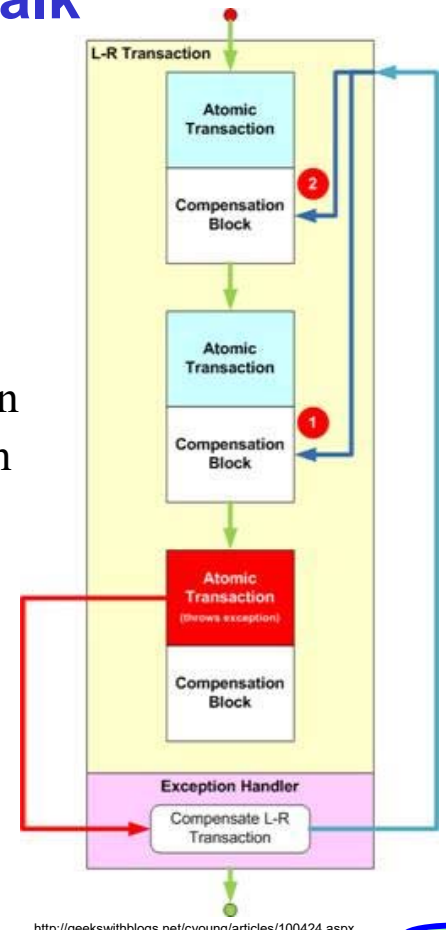 alk
L-R Transaction
Atomic
Transaction
2
Compensation
Block
Atomic
Transaction
n
1
Compensation
Block
n
Atomic
Transaction
(throws exception)
Compensation
Block
Exception Handler
Compensate L-R
Transaction
http://geekswithblogs.net/cyoung/articles/100424.aspx